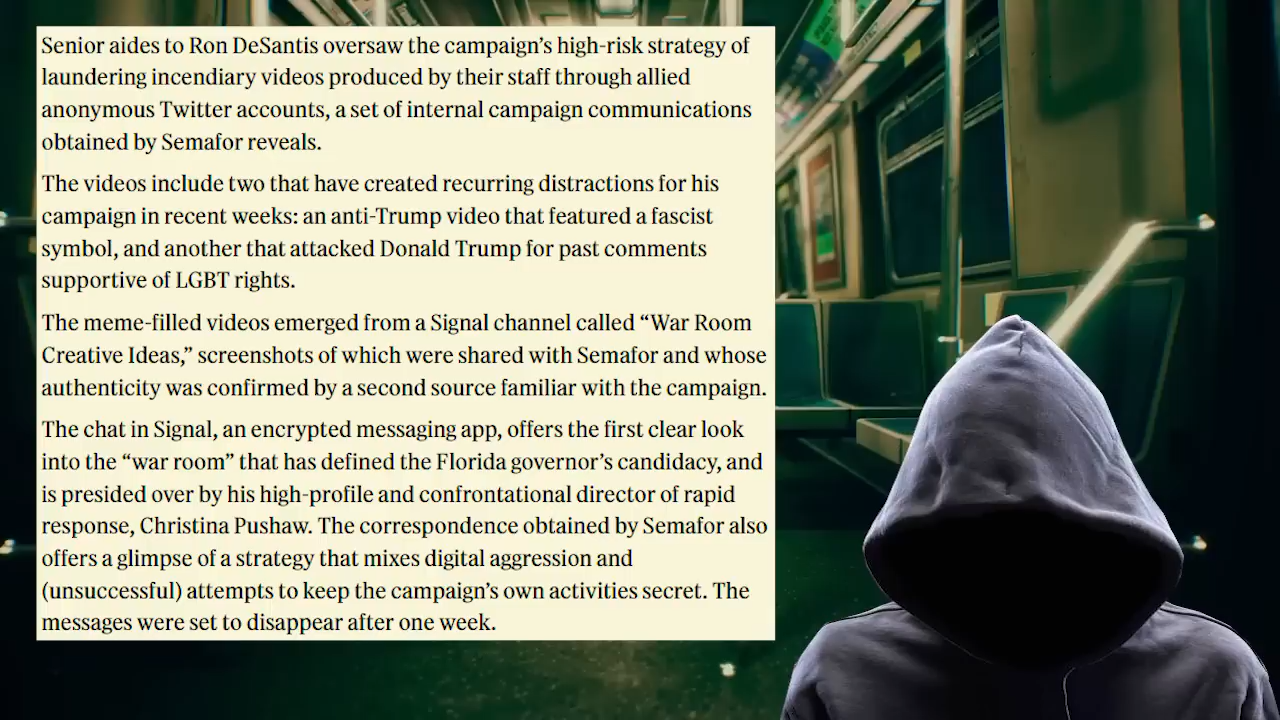 Senior aides to Ron DeSantis oversaw the campaign’s high-risk strategy of
laundering incendiary videos produced by their staff through allied
anonymous Twitter accounts, a set of internal campaign communications
obtained by Semafor reveals.
The videos include two that have created recurring distractions for his
campaign in recent weeks: an anti-Trump video that featured a fascist
symbol, and another that attacked Donald Trump for past comments
supportive of LGBT rights.
The meme-filled videos emerged from a Signal channel called “War Room
Creative Ideas,” screenshots of which were shared with Semafor and whose
authenticity was confirmed by a second source familiar with the campaign.
The chat in Signal, an encrypted messaging app, offers the first clear look
into the “war room” that has defined the Florida governor’s candidacy, and
is presided over by his high-profile and confrontational director of rapid
response, Christina Pushaw. The correspondence obtained by Semafor also
offers a glimpse of a strategy that mixes digital aggression and
(unsuccessful) attempts to keep the campaign’s own activities secret. The
messages were set to disappear after one week.